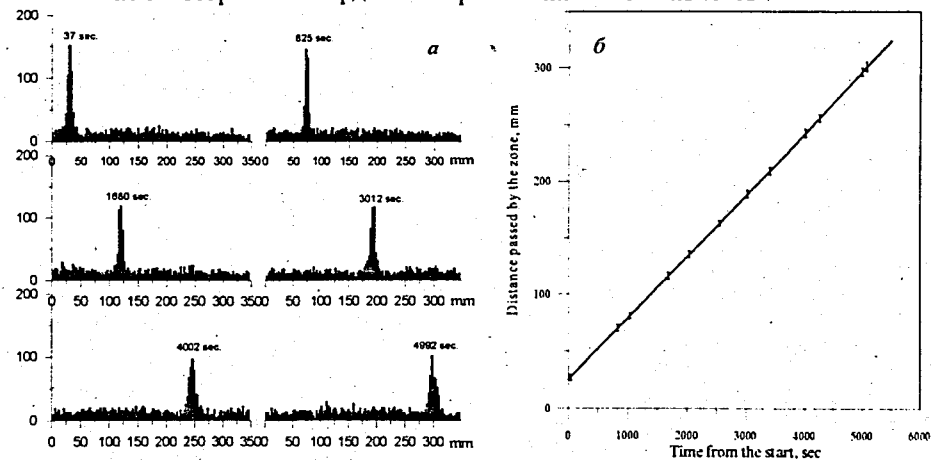 200
37 sec.
825 sec.
а
100
0
0 50 100 150 200 250 300 350
50 100 150 200 250 300 mm
200
1680 sec.
3012 sec.
100
0
0 50 100 150 200 250 300 350
50 100 150 200 250 300 mm
200
4002 sec.
4992 sec.
100
0
0 50 100 150 200 250 300 350
50 100 150 200 250 300 mm
б
Distance passed by the zone, mm
300
200
100
0
0 1000 2000 3000 4000 5000 6000
Time from the start, sec